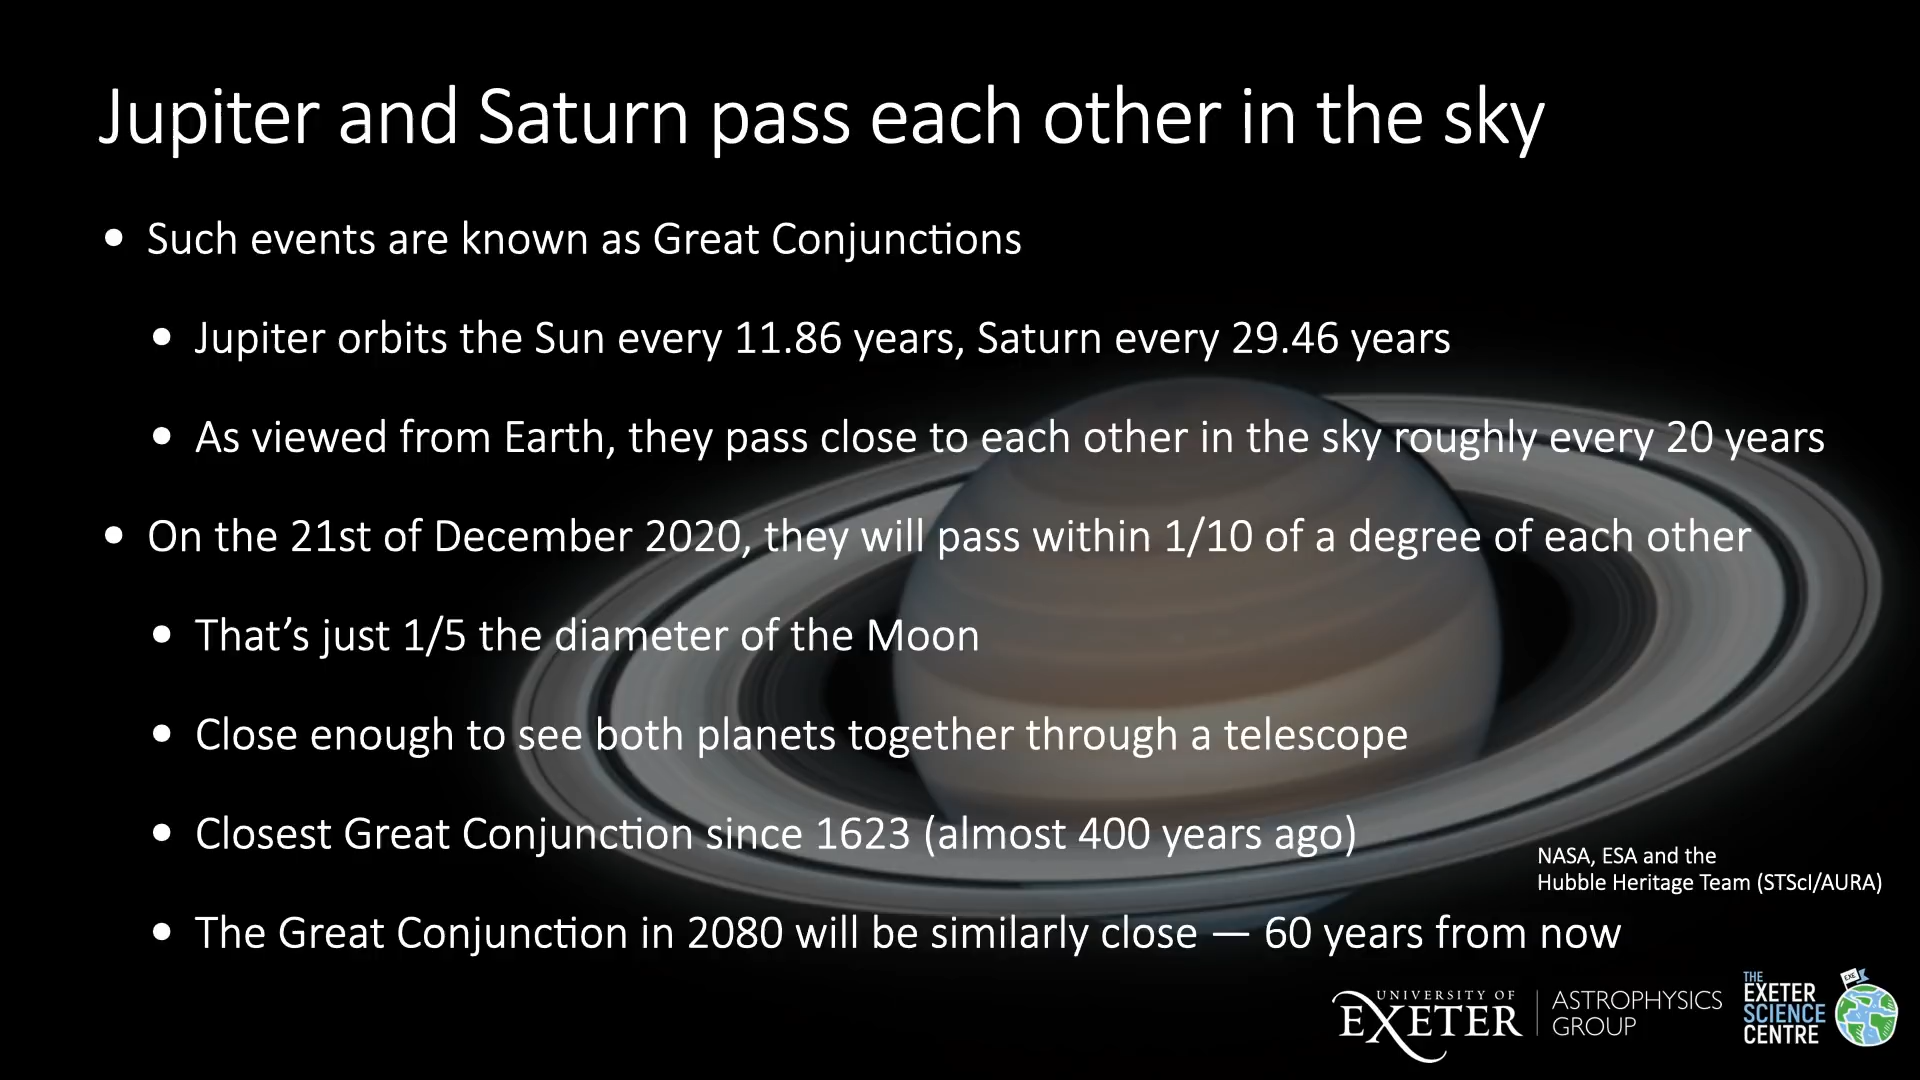 Jupiter and Saturn pass each other in the sky
• Such events are known as Great Conjunctions
• Jupiter orbits the Sun every 11.86 years, Saturn every 29.46 years
• As viewed from Earth, they pass close to each other in the sky roughly every 20 years
• On the 21st of December 2020, they will pass within 1/10 of a degree of each other
• That’s just 1/5 the diameter of the Moon
• Close enough to see both planets together through a telescope
• Closest Great Conjunction since 1623 (almost 400 years ago)
NASA, ESA and the
Hubble Heritage Team (STScI/AURA)
• The Great Conjunction in 2080 will be similarly close — 60 years from now
UNIVERSITY OF
EXETER
ASTROPHYSICS
GROUP
THE
EXETER
SCIENCE
CENTRE
EXE